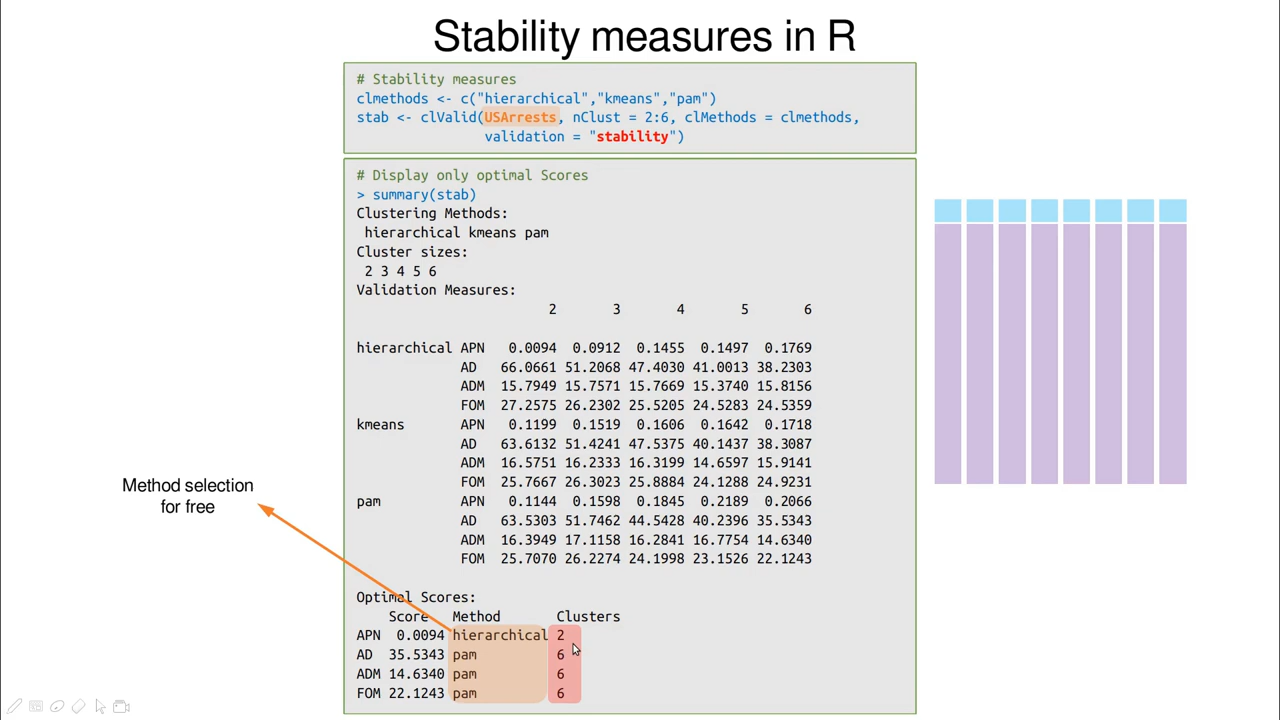 Stability measures in R
# Stability measures
clmethods <- c("hierarchical","kmeans","pam")
stab <- clValid(USArrests, nClust = 2:6, clMethods = clmethods,
validation = "stability")
# Display only optimal Scores
> summary(stab)
Clustering Methods:
hierarchical kmeans pam
Cluster sizes:
2 3 4 5 6
Validation Measures:
2 3 4 5 6
hierarchical APN 0.0094 0.0912 0.1455 0.1497 0.1769
AD 66.0661 51.2068 47.4030 41.0013 38.2303
ADM 15.7949 15.7571 15.7669 15.3740 15.8156
FOM 27.2575 26.2302 25.5205 24.5283 24.5359
kmeans APN 0.1199 0.1519 0.1606 0.1642 0.1718
AD 63.6132 51.4241 47.5375 40.1437 38.3087
ADM 16.5751 16.2333 16.3199 14.6597 15.9141
FOM 25.7667 26.3023 25.8884 24.1288 24.9231
pam APN 0.1144 0.1598 0.1845 0.2189 0.2066
AD 63.5303 51.7462 44.5428 40.2396 35.5343
ADM 16.3949 17.1158 16.2841 16.7754 14.6340
FOM 25.7070 26.2274 24.1998 23.1526 22.1243
Optimal Scores:
Score Method Clusters
APN 0.0094 hierarchical 2
AD 35.5343 pam 6
ADM 14.6340 pam 6
FOM 22.1243 pam 6
Method selection
for free